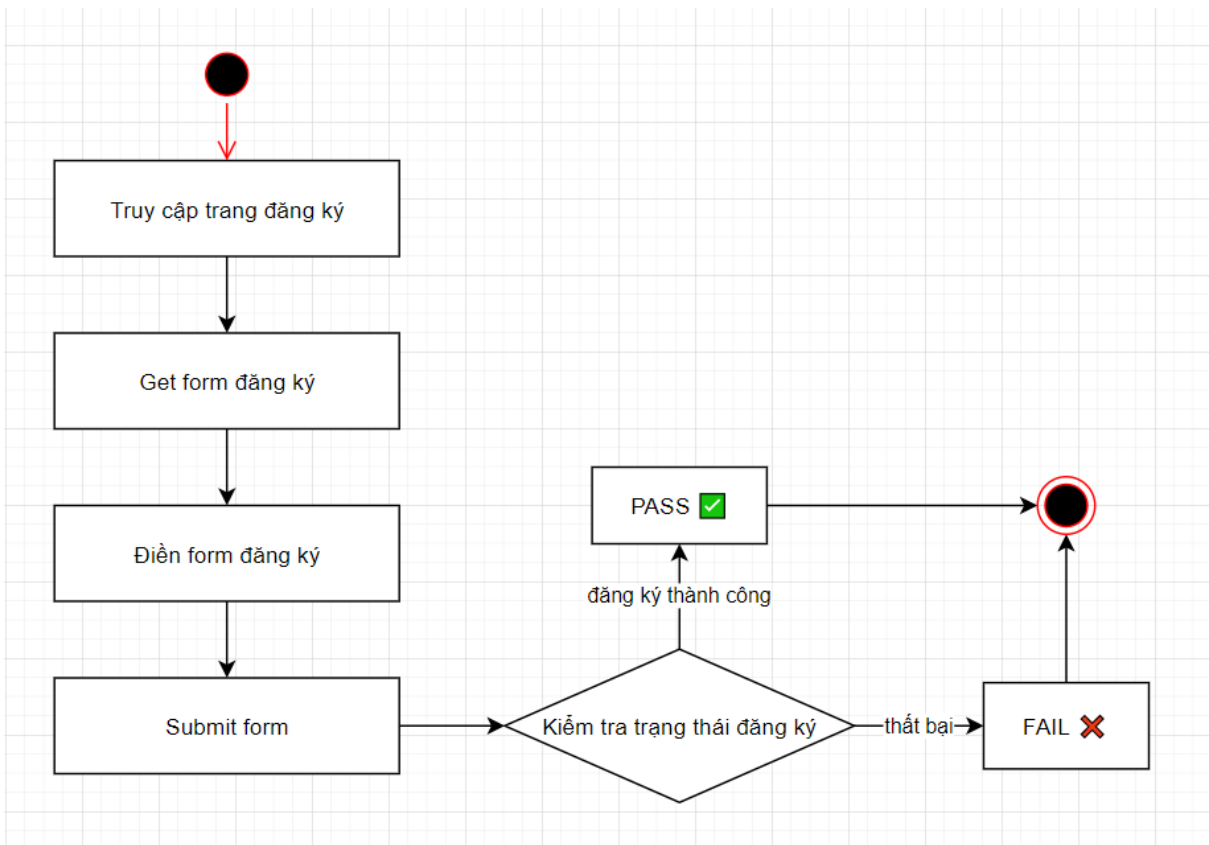 Truy cập trang đăng ký
Get form đăng ký
Điền form đăng ký
Submit form
Kiểm tra trạng thái đăng ký
đăng ký thành công
PASS ✅
thất bại
FAIL ❌